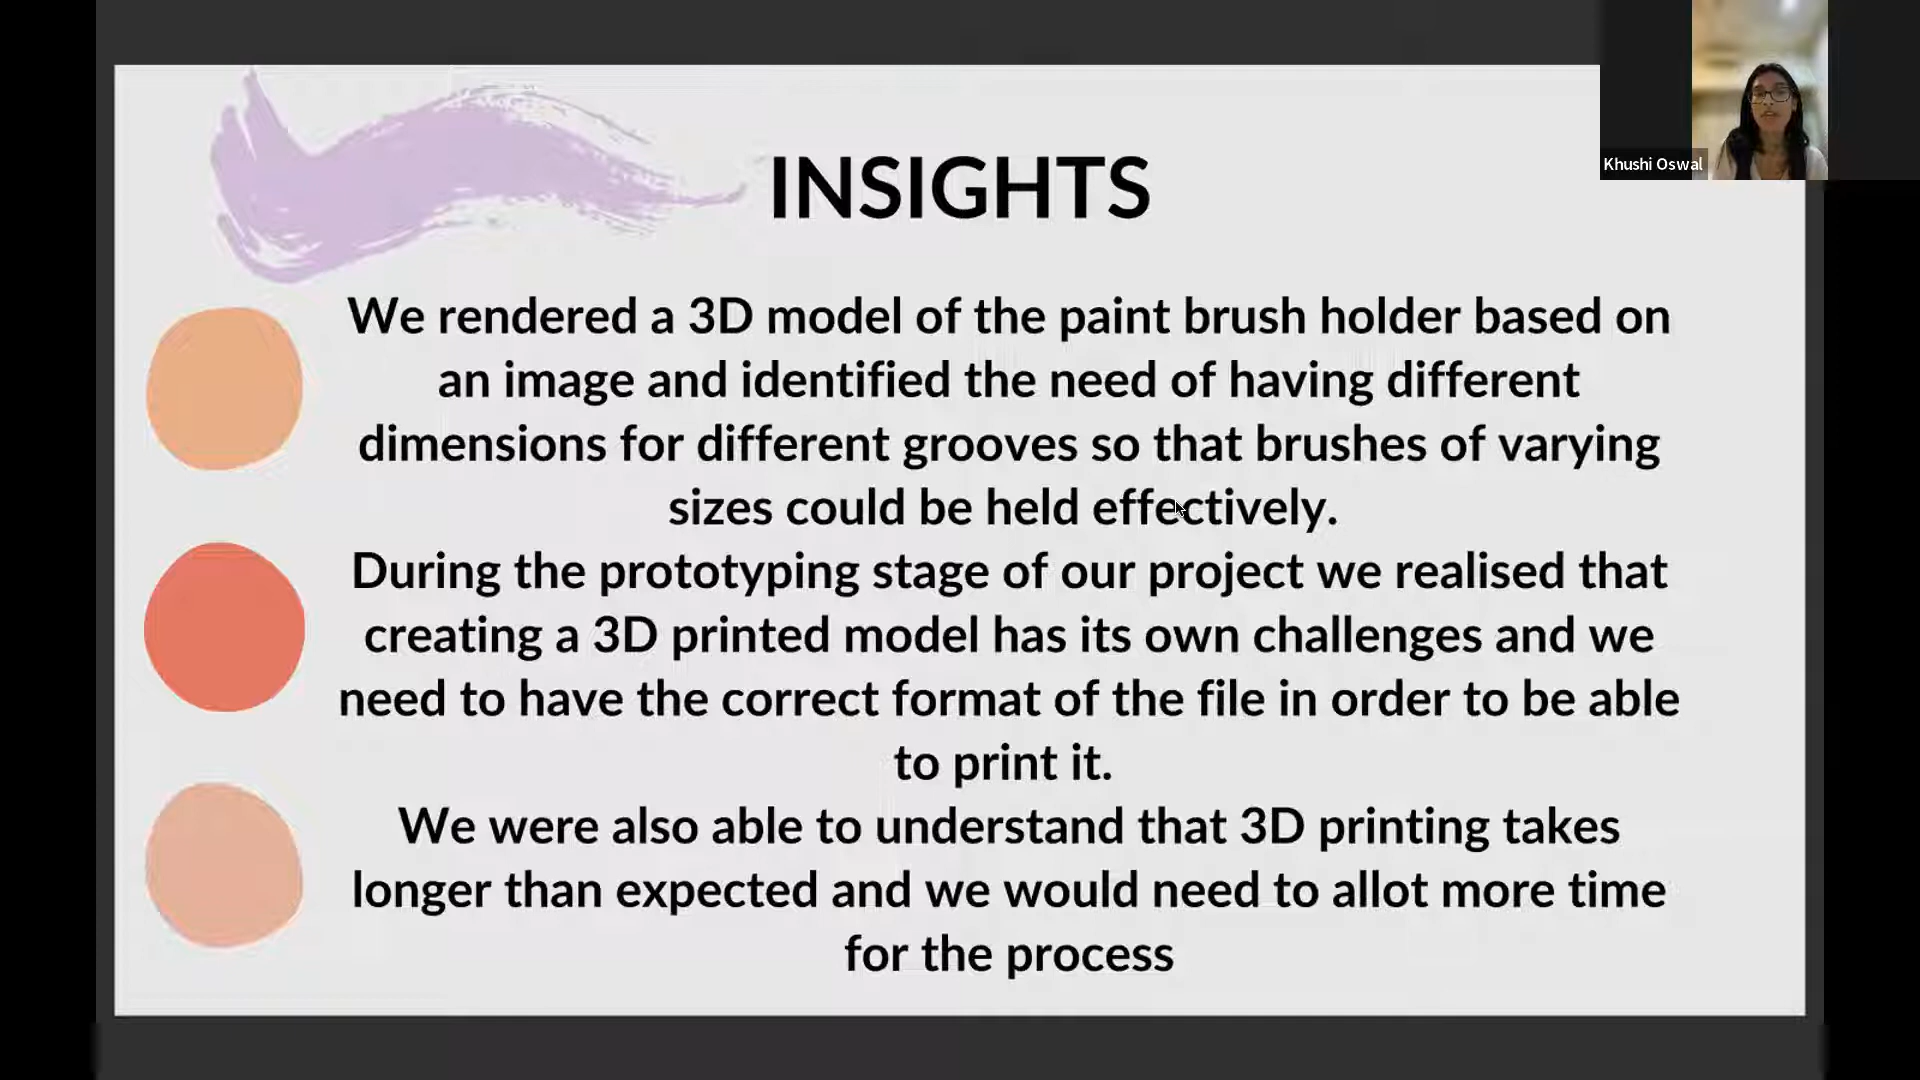 INSIGHTS
Khushi Oswal
We rendered a 3D model of the paint brush holder based on
an image and identified the need of having different
dimensions for different grooves so that brushes of varying
sizes could be held effectively.
During the prototyping stage of our project we realised that
creating a 3D printed model has its own challenges and we
need to have the correct format of the file in order to be able
to print it.
We were also able to understand that 3D printing takes
longer than expected and we would need to allot more time
for the process